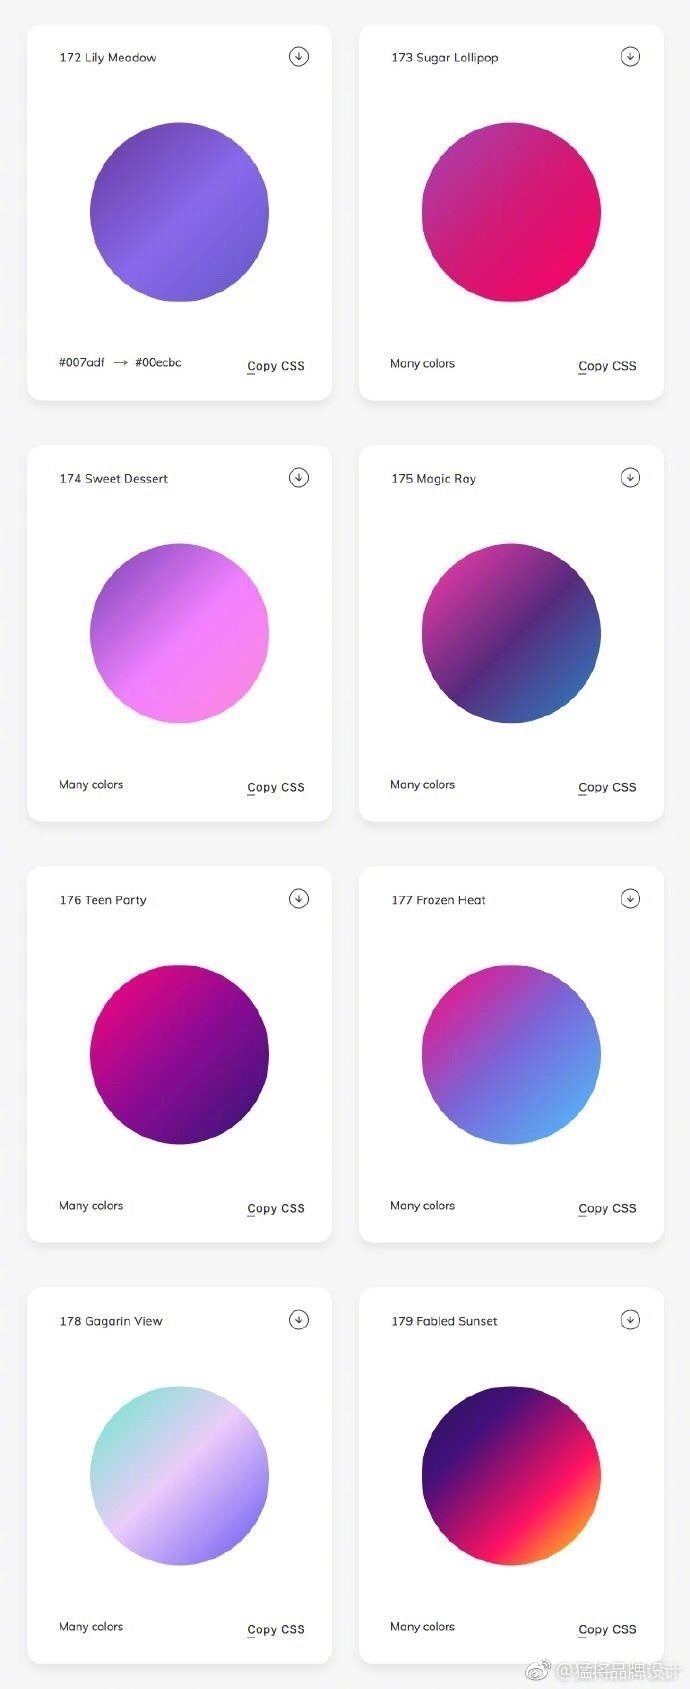 172 Lily Meadow
#007adf → #00ecbc
Copy CSS
173 Sugar Lollipop
Many colors
Copy CSS
174 Sweet Dessert
Many colors
Copy CSS
175 Magic Ray
Many colors
Copy CSS
176 Teen Party
Many colors
Copy CSS
177 Frozen Heat
Many colors
Copy CSS
178 Gagarin View
Many colors
Copy CSS
179 Fabled Sunset
Many colors
Copy CSS
@猛将品牌设计